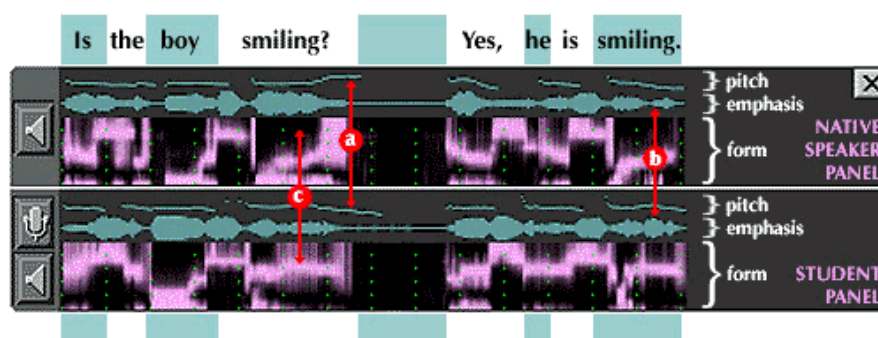 Is the boy smiling? Yes, he is smiling.
pitch
emphasis
form
NATIVE
SPEAKER
PANEL
a
b
c
pitch
emphasis
form
STUDENT
PANEL